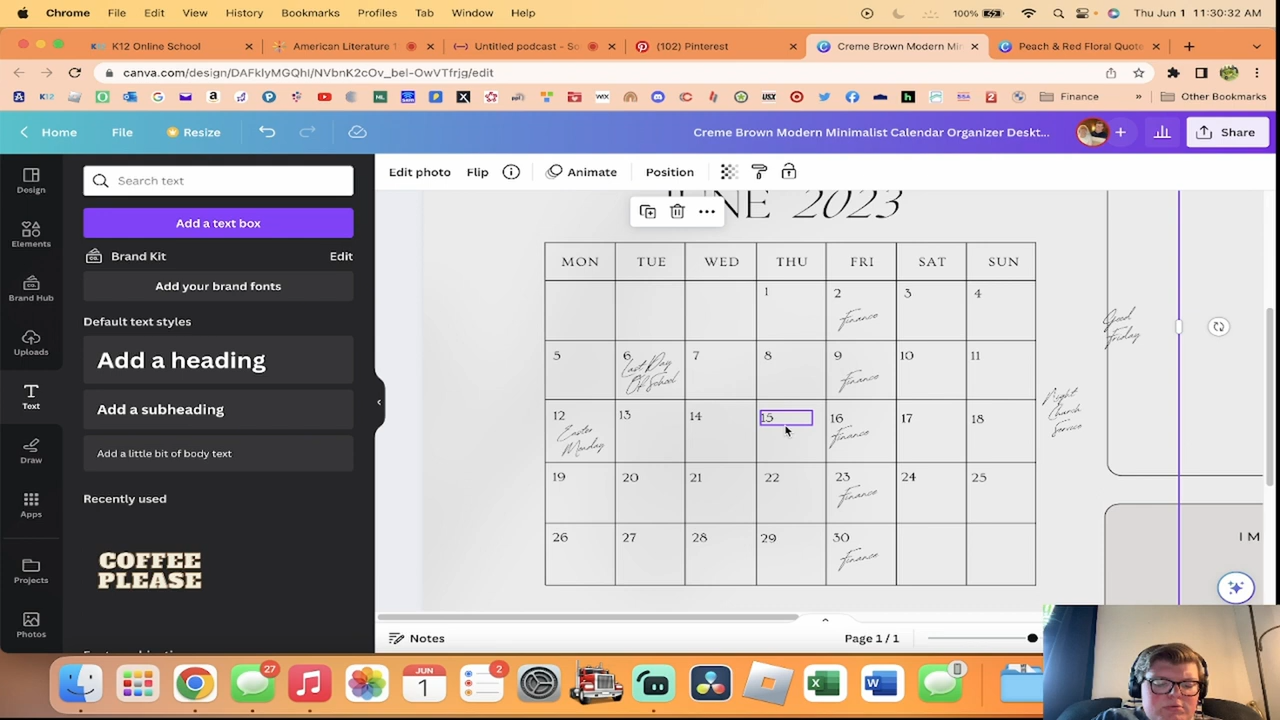 Chrome File Edit View History Bookmarks Profiles Tab Window Help 100% Thu Jun 1 11:30:32 AM
K12 Online School American Literature 1 Untitled podcast - So (102) Pinterest Creme Brown Modern Min Peach & Red Floral Quote
canva.com/design/DAFklyMGQhI/NVbnK2cOv_bel-OwVTfrjg/edit
Finance » Other Bookmarks
Home File Resize Creme Brown Modern Minimalist Calendar Organizer Deskt... Share
Edit photo Flip Animate Position
Design
Elements
Brand Hub
Uploads
Text
Draw
Apps
Projects
Photos
Search text
Add a text box
Brand Kit Edit
Add your brand fonts
Default text styles
Add a heading
Add a subheading
Add a little bit of body text
Recently used
COFFEE
PLEASE
JUNE 2023
MON TUE WED THU FRI SAT SUN
1 2 3 4
Finance
5 6 7 8 9 10 11
Last Day
Of School
Finance
12 13 14 15 16 17 18
Easter
Monday
Finance
19 20 21 22 23 24 25
Finance
26 27 28 29 30
Finance
Good
Friday
Night
Church
Service
I M
Notes Page 1 / 1
27 JUN 1 2